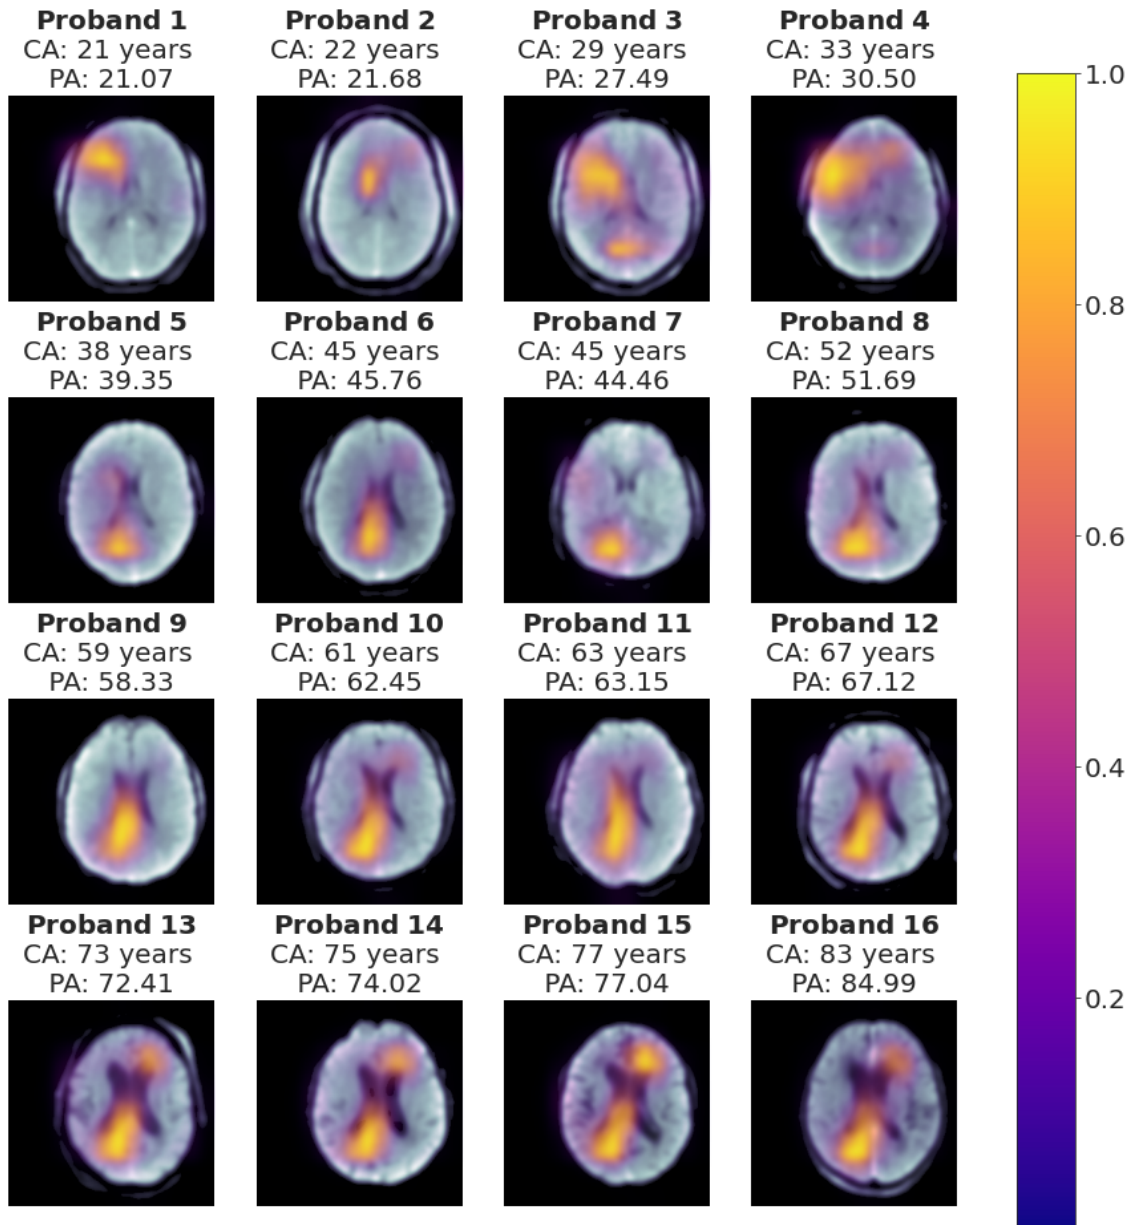 Proband 1
CA: 21 years
PA: 21.07
Proband 2
CA: 22 years
PA: 21.68
Proband 3
CA: 29 years
PA: 27.49
Proband 4
CA: 33 years
PA: 30.50
Proband 5
CA: 38 years
PA: 39.35
Proband 6
CA: 45 years
PA: 45.76
Proband 7
CA: 45 years
PA: 44.46
Proband 8
CA: 52 years
PA: 51.69
Proband 9
CA: 59 years
PA: 58.33
Proband 10
CA: 61 years
PA: 62.45
Proband 11
CA: 63 years
PA: 63.15
Proband 12
CA: 67 years
PA: 67.12
Proband 13
CA: 73 years
PA: 72.41
Proband 14
CA: 75 years
PA: 74.02
Proband 15
CA: 77 years
PA: 77.04
Proband 16
CA: 83 years
PA: 84.99
1.0
0.8
0.6
0.4
0.2